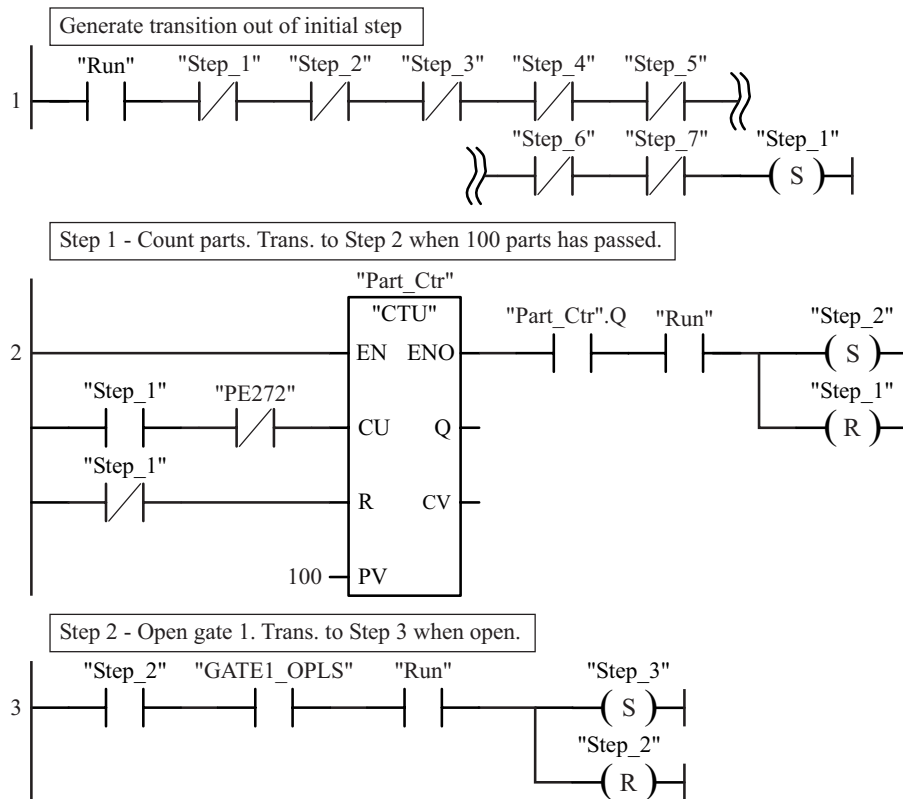 Generate transition out of initial step
"Run" "Step_1" "Step_2" "Step_3" "Step_4" "Step_5"
1
"Step_6" "Step_7" "Step_1"
S
Step 1 - Count parts. Trans. to Step 2 when 100 parts has passed.
"Part_Ctr"
"CTU" "Part_Ctr".Q "Run" "Step_2"
2 EN ENO S
"Step_1" "PE272" "Step_1"
CU Q R
"Step_1"
R CV
100 PV
Step 2 - Open gate 1. Trans. to Step 3 when open.
"Step_2" "GATE1_OPLS" "Run" "Step_3"
3 S
"Step_2"
R